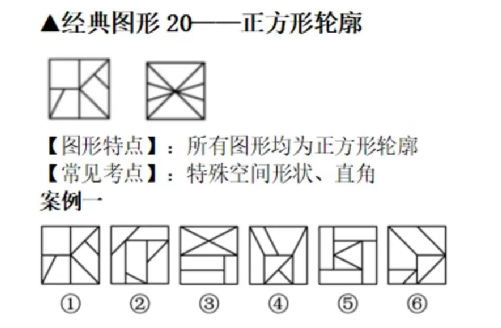 ▲经典图形 20——正方形轮廓
【图形特点】:所有图形均为正方形轮廓
【常见考点】:特殊空间形状、直角
案例一
① ② ③ ④ ⑤ ⑥